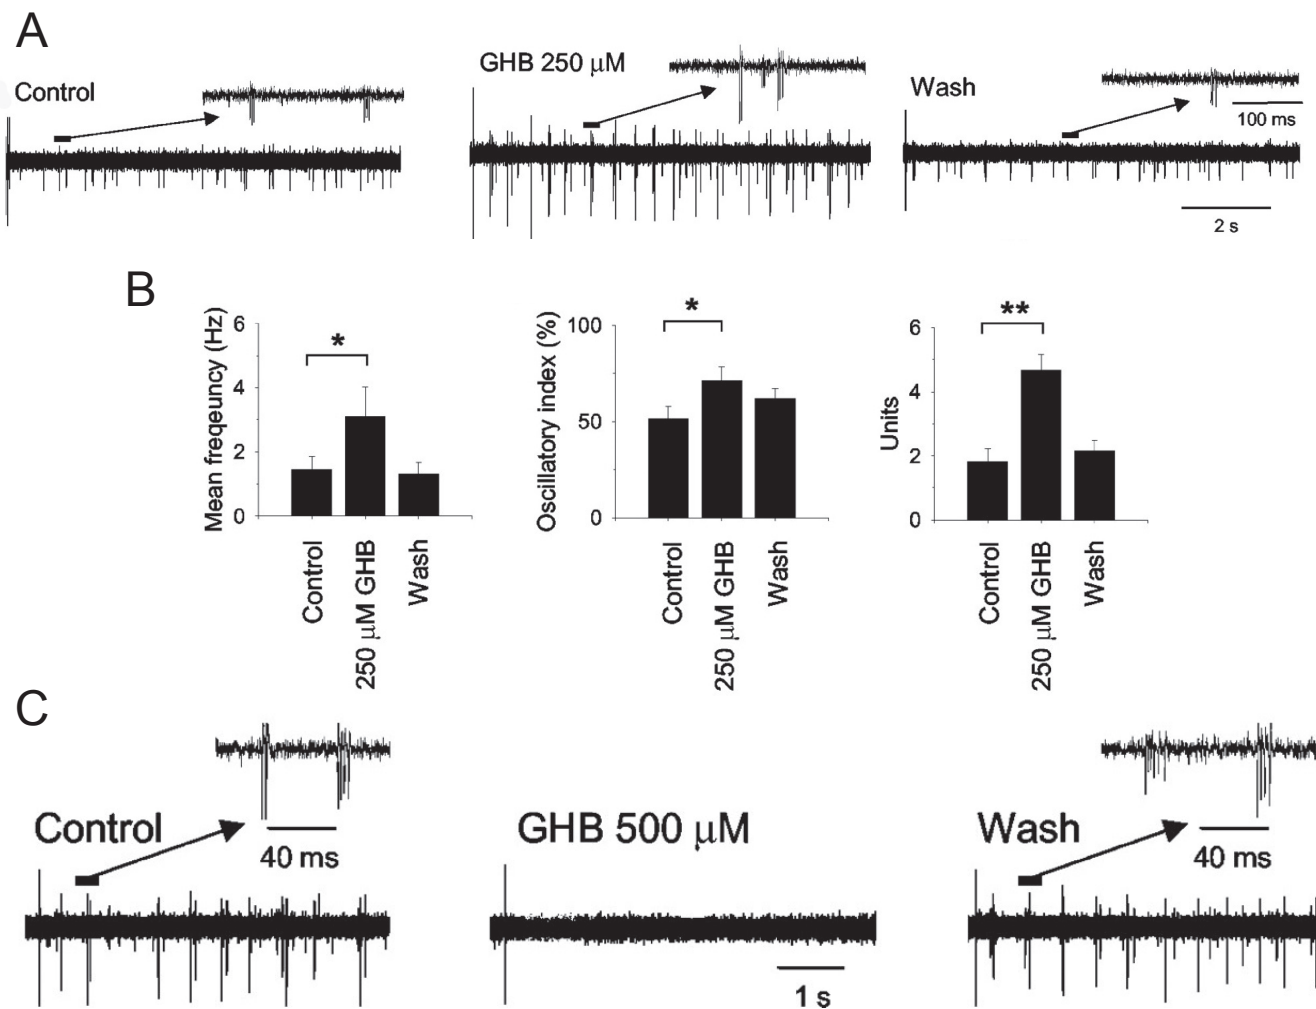 A
Control
GHB 250 μM
Wash
100 ms
2 s
B
Mean freqeuncy (Hz)
6
4
2
0
Control
250 μM GHB
Wash
*
Oscillatory index (%)
100
50
0
Control
250 μM GHB
Wash
*
Units
6
4
2
0
Control
250 μM GHB
Wash
**
C
Control
40 ms
GHB 500 μM
1 s
Wash
40 ms